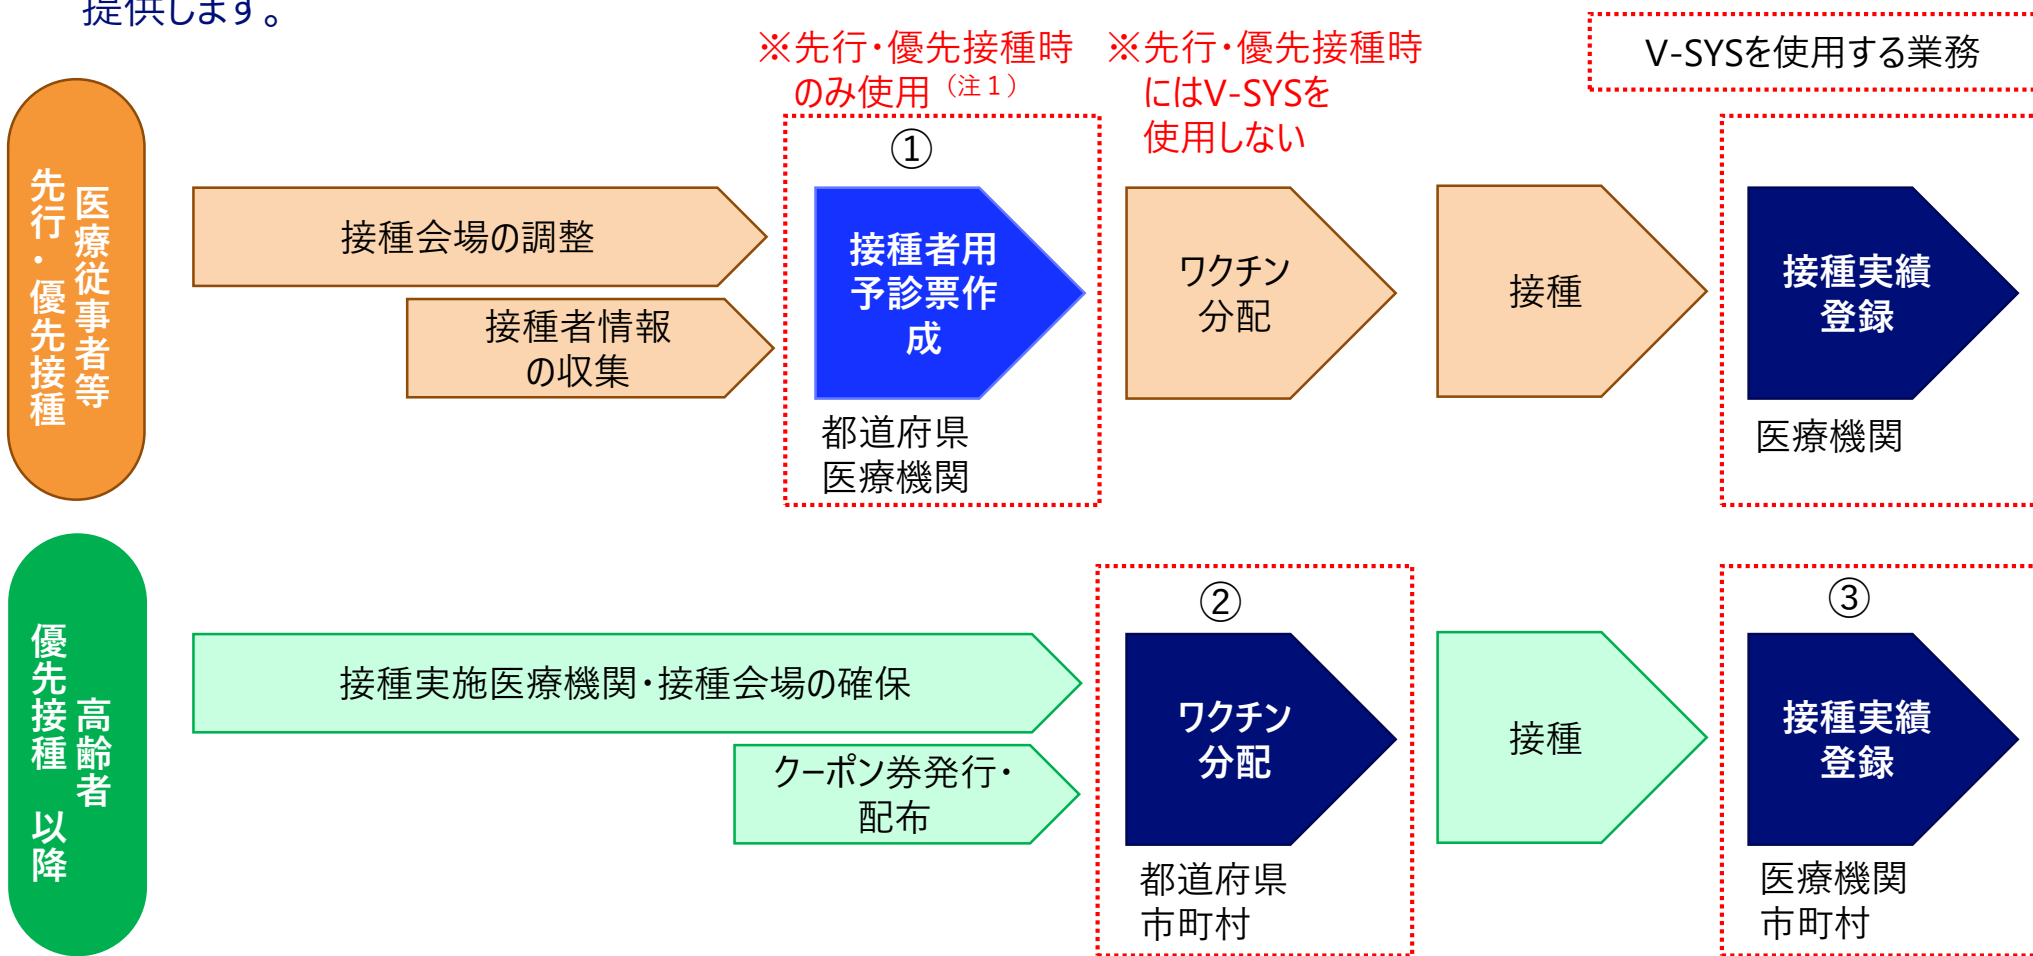 提供します。
※先行・優先接種時
のみ使用（注１）
※先行・優先接種時
にはV-SYSを
使用しない
V-SYSを使用する業務
医療従事者等
先行・優先接種
接種会場の調整
接種者情報
の収集
①
接種者用
予診票作
成
都道府県
医療機関
ワクチン
分配
接種
接種実績
登録
医療機関
高齢者
優先接種 以降
接種実施医療機関・接種会場の確保
クーポン券発行・
配布
②
ワクチン
分配
都道府県
市町村
接種
③
接種実績
登録
医療機関
市町村